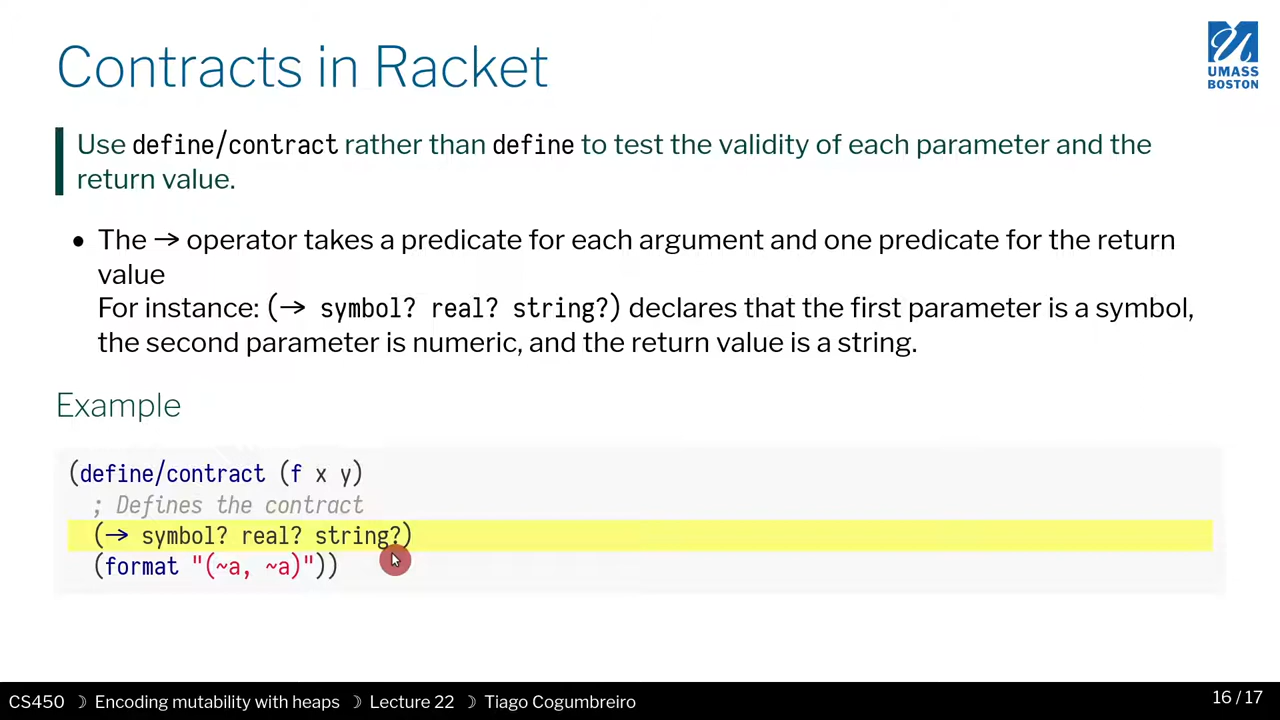 Contracts in Racket
UMASS
BOSTON
Use define/contract rather than define to test the validity of each parameter and the
return value.
• The → operator takes a predicate for each argument and one predicate for the return
value
For instance: (→ symbol? real? string?) declares that the first parameter is a symbol,
the second parameter is numeric, and the return value is a string.
Example
(define/contract (f x y)
; Defines the contract
(→ symbol? real? string?)
(format "(~a, ~a)"))
CS450 ☽ Encoding mutability with heaps ☽ Lecture 22 ☽ Tiago Cogumbreiro
16 / 17